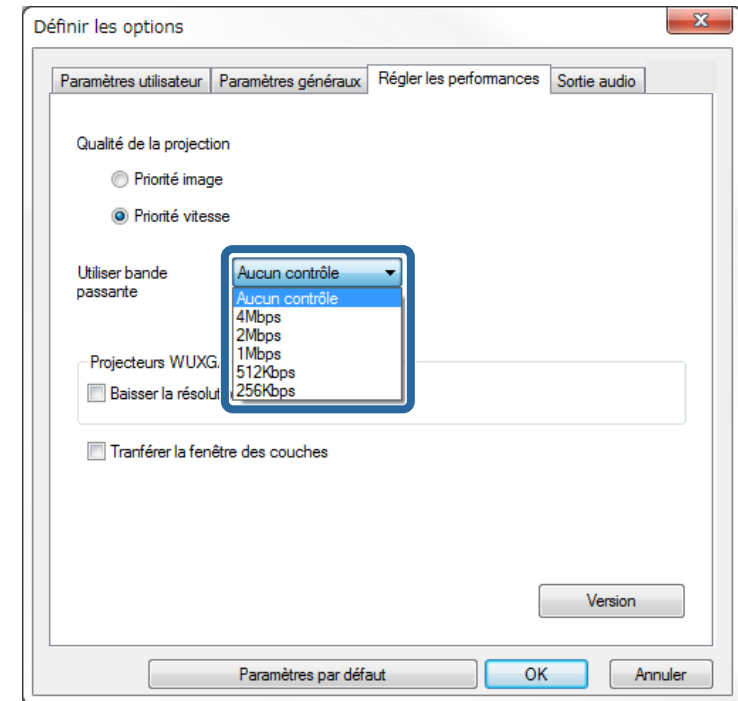 Définir les options
Paramètres utilisateur
Paramètres généraux
Régler les performances
Sortie audio
Qualité de la projection
Priorité image
Priorité vitesse
Utiliser bande
passante
Aucun contrôle
Aucun contrôle
4Mbps
2Mbps
1Mbps
512Kbps
256Kbps
Projecteurs WUXG
Baisser la résolu
Tranférer la fenêtre des couches
Version
Paramètres par défaut
OK
Annuler